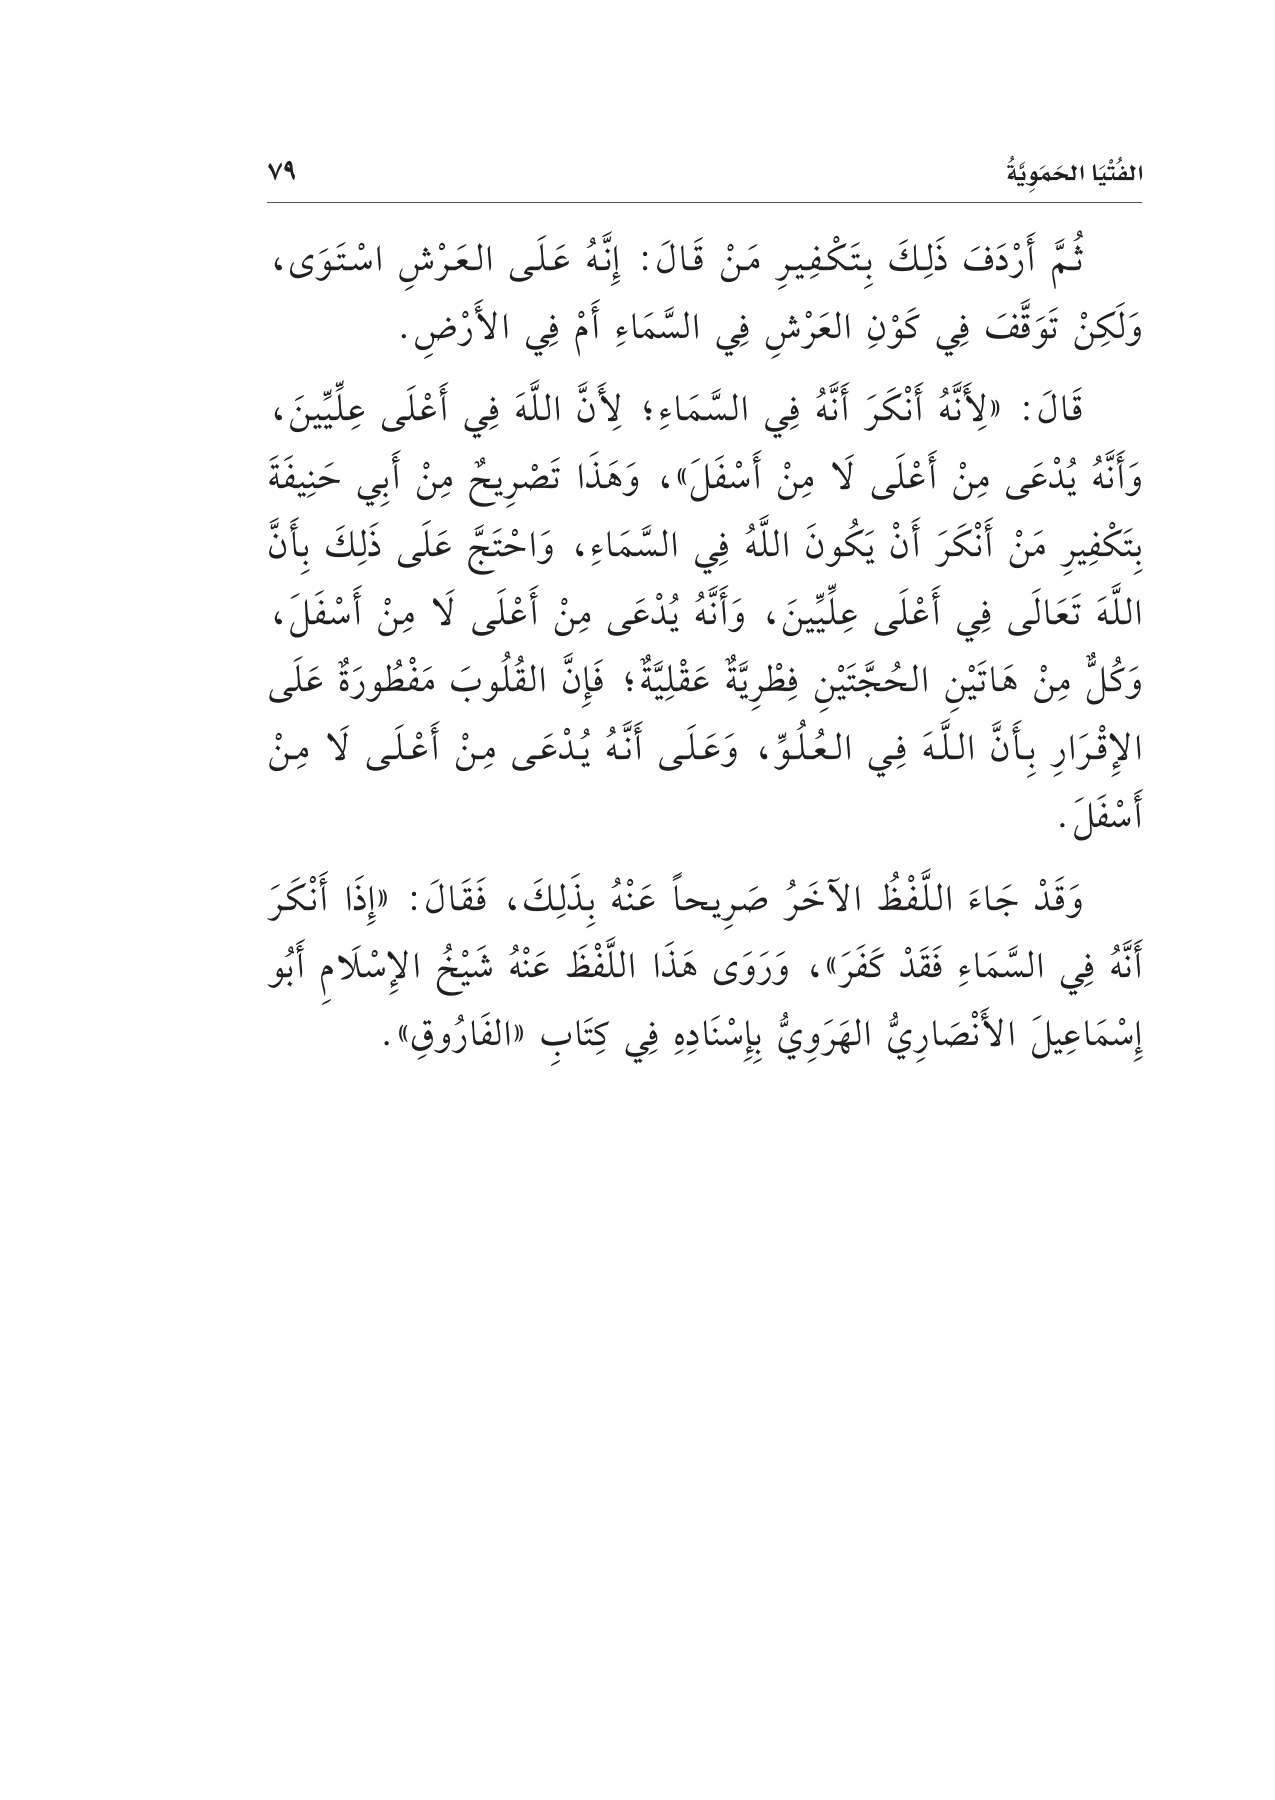 الفُتْيَا الحَمَوِيَّةُ ٧٩
ثُمَّ أَرْدَفَ ذَلِكَ بِتَكْفِيرِ مَنْ قَالَ: إِنَّهُ عَلَى العَرْشِ اسْتَوَى،
وَلَكِنْ تَوَقَّفَ فِي كَوْنِ العَرْشِ فِي السَّمَاءِ أَمْ فِي الأَرْضِ.
قَالَ: «لِأَنَّهُ أَنْكَرَ أَنَّهُ فِي السَّمَاءِ؛ لِأَنَّ اللَّهَ فِي أَعْلَى عِلِّيِّينَ،
وَأَنَّهُ يُدْعَى مِنْ أَعْلَى لَا مِنْ أَسْفَلَ»، وَهَذَا تَصْرِيحٌ مِنْ أَبِي حَنِيفَةَ
بِتَكْفِيرِ مَنْ أَنْكَرَ أَنْ يَكُونَ اللَّهُ فِي السَّمَاءِ، وَاحْتَجَّ عَلَى ذَلِكَ بِأَنَّ
اللَّهَ تَعَالَى فِي أَعْلَى عِلِّيِّينَ، وَأَنَّهُ يُدْعَى مِنْ أَعْلَى لَا مِنْ أَسْفَلَ،
وَكُلٌّ مِنْ هَاتَيْنِ الحُجَّتَيْنِ فِطْرِيَّةٌ عَقْلِيَّةٌ؛ فَإِنَّ القُلُوبَ مَفْطُورَةٌ عَلَى
الإِقْرَارِ بِأَنَّ اللَّهَ فِي العُلُوِّ، وَعَلَى أَنَّهُ يُدْعَى مِنْ أَعْلَى لَا مِنْ
أَسْفَلَ.
وَقَدْ جَاءَ اللَّفْظُ الآخَرُ صَرِيحاً عَنْهُ بِذَلِكَ، فَقَالَ: «إِذَا أَنْكَرَ
أَنَّهُ فِي السَّمَاءِ فَقَدْ كَفَرَ»، وَرَوَى هَذَا اللَّفْظَ عَنْهُ شَيْخُ الإِسْلَامِ أَبُو
إِسْمَاعِيلَ الأَنْصَارِيُّ الهَرَوِيُّ بِإِسْنَادِهِ فِي كِتَابِ «الفَارُوقِ».